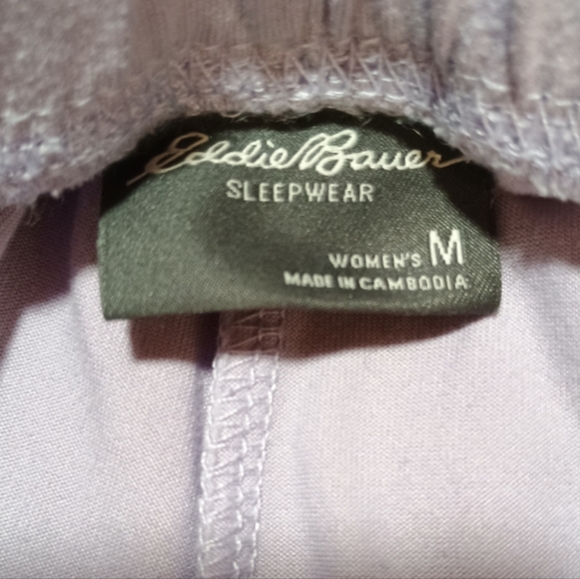 Eddie Bauer
SLEEPWEAR
WOMEN'S M
MADE IN CAMBODIA